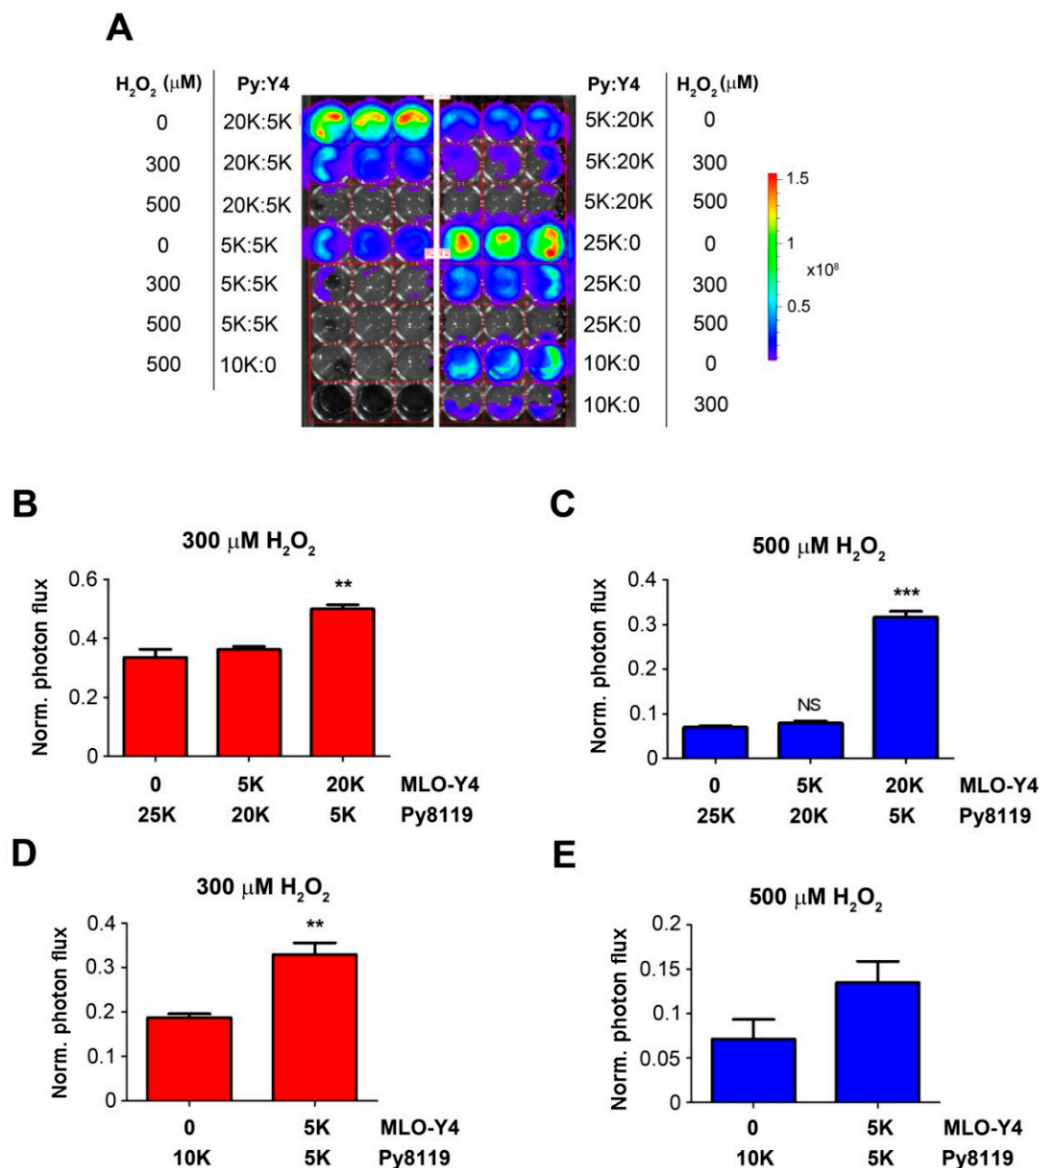 A
H₂O₂ (μM) Py:Y4 Py:Y4 H₂O₂ (μM)
0 20K:5K 5K:20K 0
300 20K:5K 5K:20K 300
500 20K:5K 5K:20K 500
0 5K:5K 25K:0 0
300 5K:5K 25K:0 300
500 5K:5K 25K:0 500
500 10K:0 10K:0 0
10K:0 300
1.5
1
x10⁸
0.5
B
300 μM H₂O₂
Norm. photon flux
0.6
0.4
0.2
0
**
0 5K 20K MLO-Y4
25K 20K 5K Py8119
C
500 μM H₂O₂
Norm. photon flux
0.4
0.3
0.2
0.1
0
NS
***
0 5K 20K MLO-Y4
25K 20K 5K Py8119
D
300 μM H₂O₂
Norm. photon flux
0.4
0.3
0.2
0.1
0
**
0 5K MLO-Y4
10K 5K Py8119
E
500 μM H₂O₂
Norm. photon flux
0.2
0.15
0.1
0.05
0
0 5K MLO-Y4
10K 5K Py8119